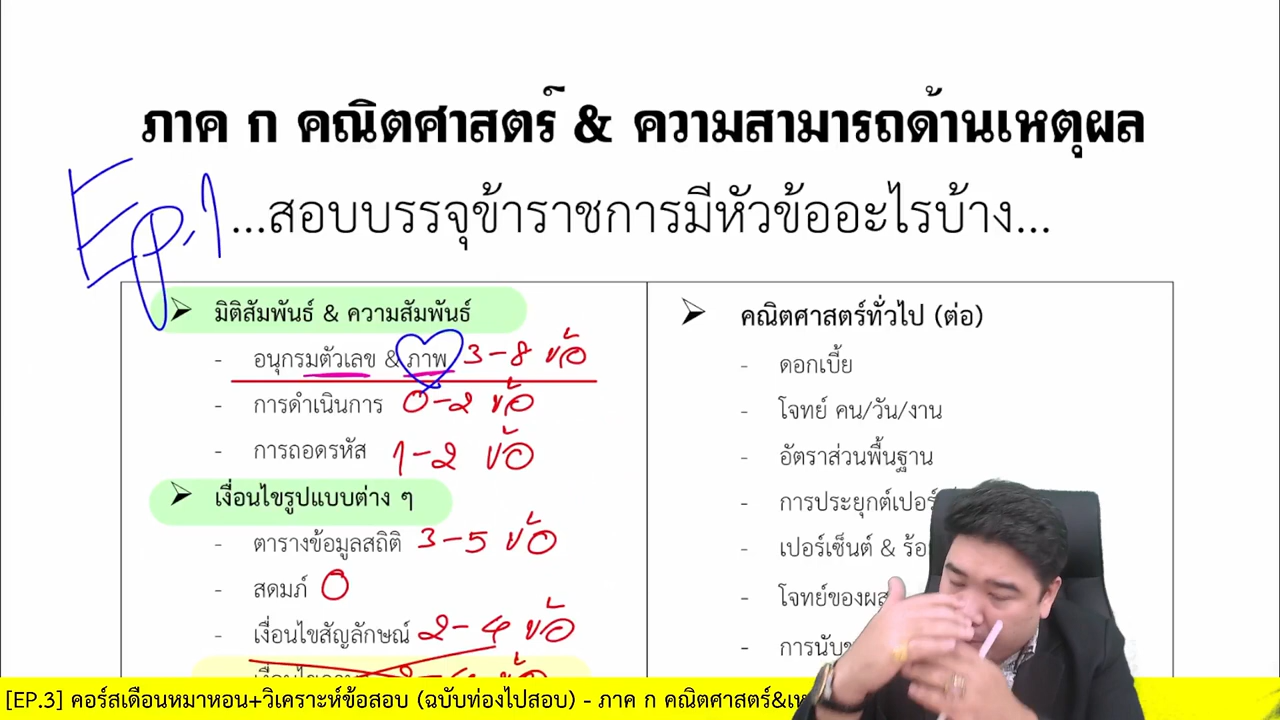 ภาค ก คณิตศาสตร์ & ความสามารถด้านเหตุผล
Ep.1
...สอบบรรจุข้าราชการมีหัวข้ออะไรบ้าง...
➢ มิติสัมพันธ์ & ความสัมพันธ์
- อนุกรมตัวเลข & ภาพ 3-8 ข้อ
- การดำเนินการ 0-2 ข้อ
- การถอดรหัส 1-2 ข้อ
➢ เงื่อนไขรูปแบบต่าง ๆ
- ตารางข้อมูลสถิติ 3-5 ข้อ
- สดมภ์ 0
- เงื่อนไขสัญลักษณ์ 2-4 ข้อ
➢ คณิตศาสตร์ทั่วไป (ต่อ)
- ดอกเบี้ย
- โจทย์ คน/วัน/งาน
- อัตราส่วนพื้นฐาน
- การประยุกต์เปอร์
- เปอร์เซ็นต์ & ร้อ
- โจทย์ของผส
- การนับ
[EP.3] คอร์สเดือนหมาหอน+วิเคราะห์ข้อสอบ (ฉบับท่องไปสอบ) - ภาค ก คณิตศาสตร์&เห